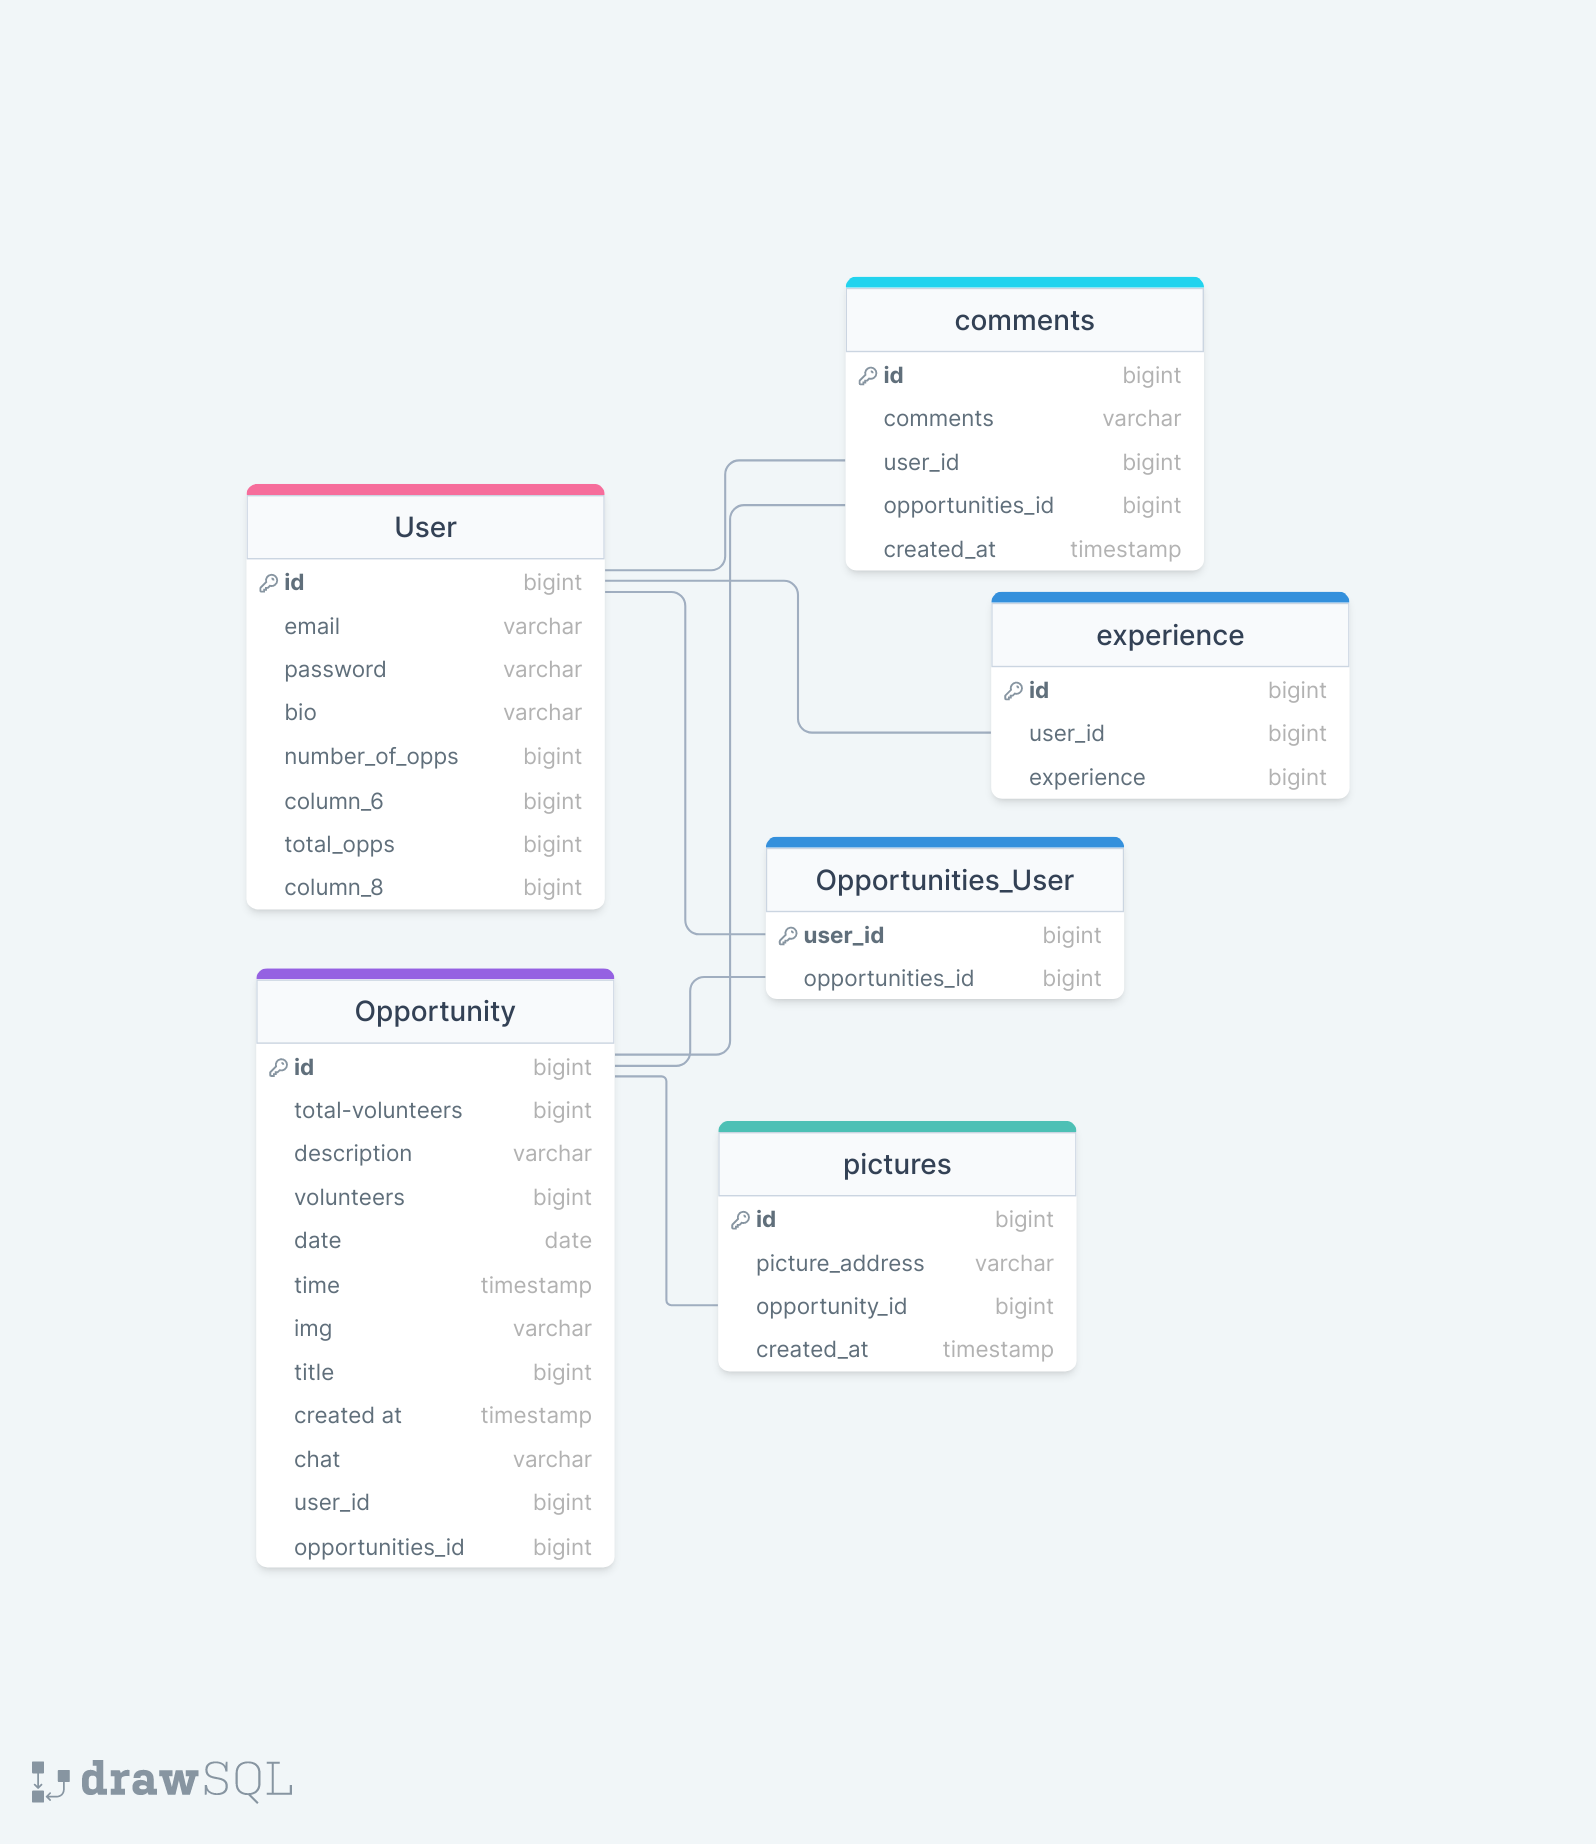 comments
id bigint
comments varchar
user_id bigint
opportunities_id bigint
created_at timestamp
User
id bigint
email varchar
password varchar
bio varchar
number_of_opps bigint
column_6 bigint
total_opps bigint
column_8 bigint
experience
id bigint
user_id bigint
experience bigint
Opportunities_User
user_id bigint
opportunities_id bigint
Opportunity
id bigint
total-volunteers bigint
description varchar
volunteers bigint
date date
time timestamp
img varchar
title bigint
created at timestamp
chat varchar
user_id bigint
opportunities_id bigint
pictures
id bigint
picture_address varchar
opportunity_id bigint
created_at timestamp
drawSQL